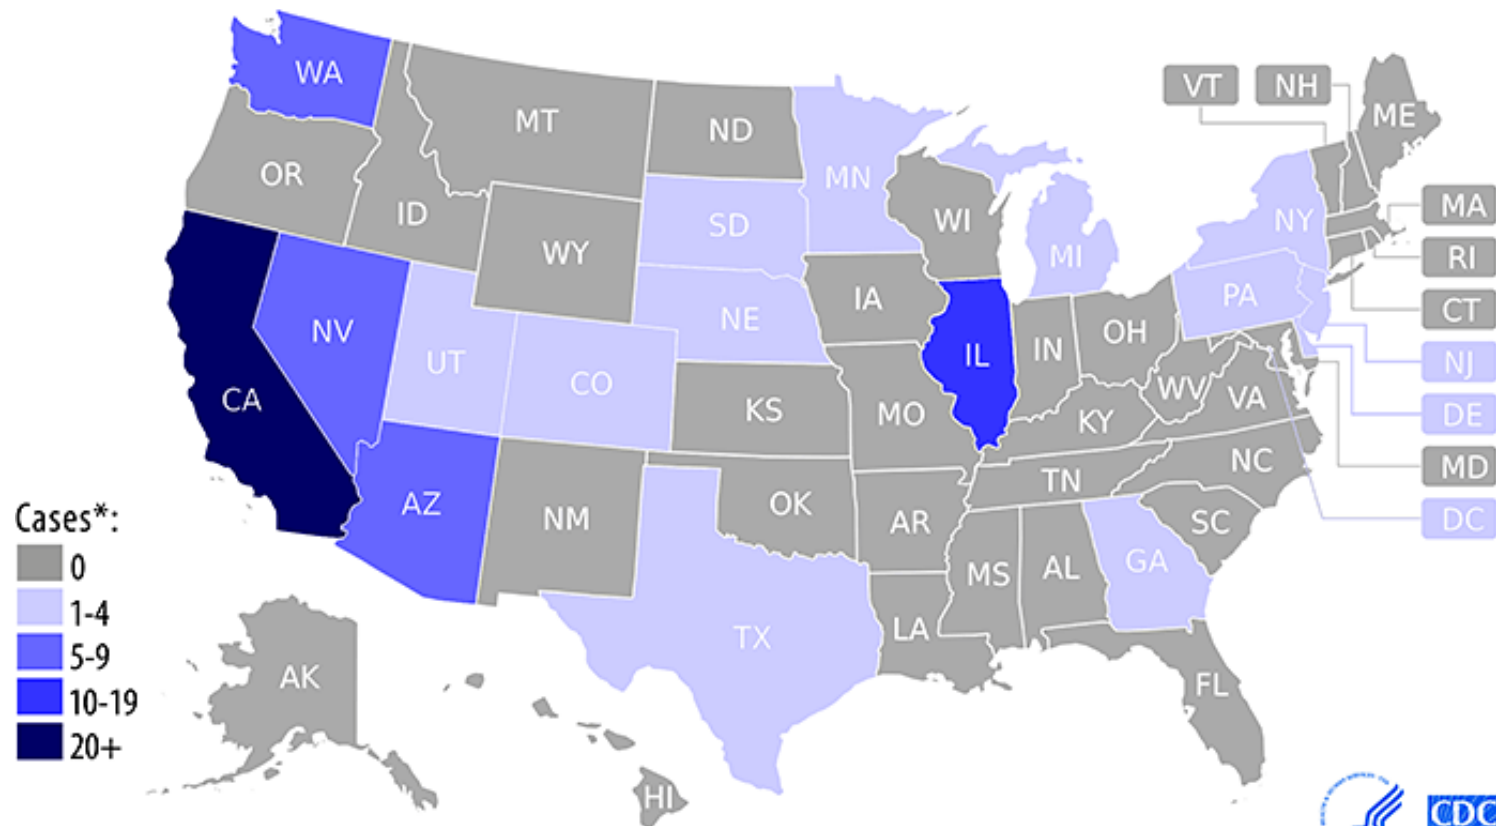 WA
MT
ND
MN
VT
NH
ME
OR
ID
WY
SD
WI
MI
NY
MA
RI
CT
NV
UT
CO
NE
IA
IL
IN
OH
PA
NJ
DE
MD
DC
CA
KS
MO
KY
WV
VA
AZ
NM
OK
AR
TN
NC
SC
TX
LA
MS
AL
GA
FL
AK
HI
Cases*:
0
1-4
5-9
10-19
20+
CDC